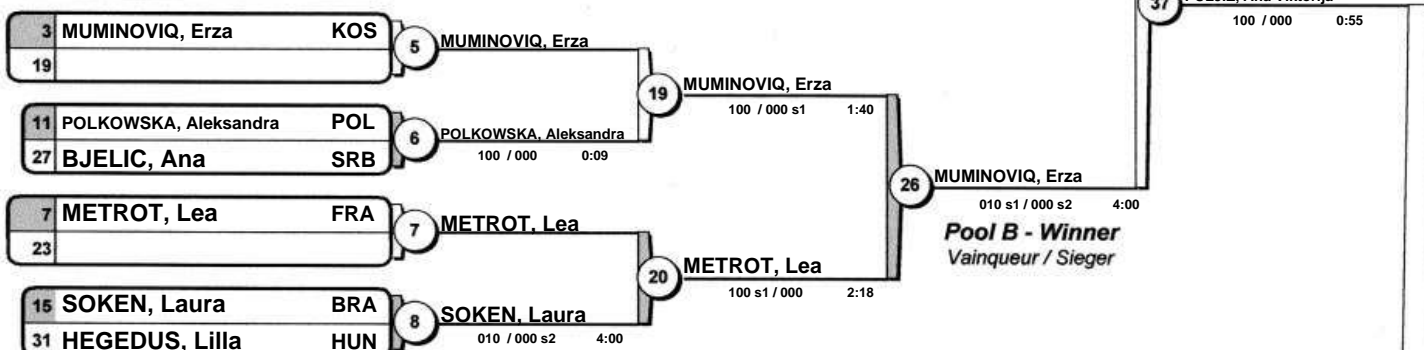 37
100 / 000 0:55
3 MUMINOVIQ, Erza KOS
19
5 MUMINOVIQ, Erza
19 MUMINOVIQ, Erza
100 / 000 s1 1:40
11 POLKOWSKA, Aleksandra POL
27 BJELIC, Ana SRB
6 POLKOWSKA, Aleksandra
100 / 000 0:09
26 MUMINOVIQ, Erza
010 s1 / 000 s2 4:00
Pool B - Winner
Vainqueur / Sieger
7 METROT, Lea FRA
23
7 METROT, Lea
20 METROT, Lea
100 s1 / 000 2:18
15 SOKEN, Laura BRA
31 HEGEDUS, Lilla HUN
8 SOKEN, Laura
010 / 000 s2 4:00